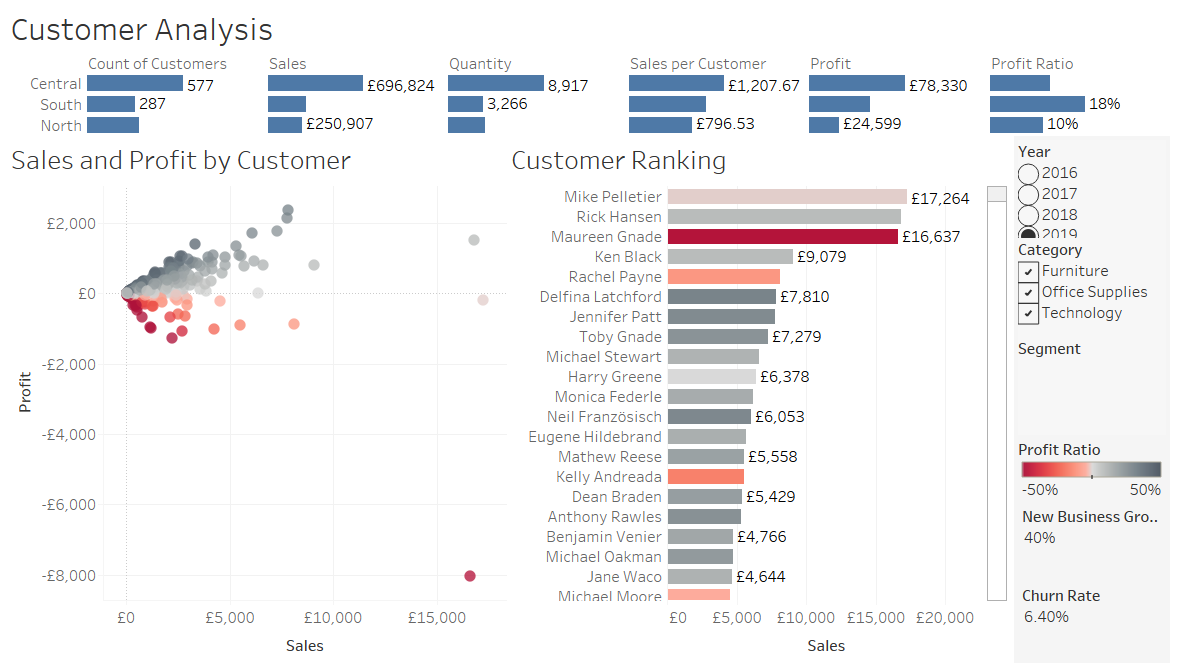 Customer Analysis
Count of Customers Sales Quantity Sales per Customer Profit Profit Ratio
Central 577 £696,824 8,917 £1,207.67 £78,330
South 287 3,266 18%
North £250,907 £796.53 £24,599 10%
Sales and Profit by Customer
£2,000
£0
-£2,000
-£4,000
-£6,000
-£8,000
Profit
£0 £5,000 £10,000 £15,000
Sales
Customer Ranking
Mike Pelletier £17,264
Rick Hansen
Maureen Gnade £16,637
Ken Black £9,079
Rachel Payne
Delfina Latchford £7,810
Jennifer Patt
Toby Gnade £7,279
Michael Stewart
Harry Greene £6,378
Monica Federle
Neil Französisch £6,053
Eugene Hildebrand
Mathew Reese £5,558
Kelly Andreada
Dean Braden £5,429
Anthony Rawles
Benjamin Venier £4,766
Michael Oakman
Jane Waco £4,644
Michael Moore
£0 £5,000 £10,000 £15,000 £20,000
Sales
Year
2016
2017
2018
2019
Category
Furniture
Office Supplies
Technology
Segment
Profit Ratio
-50% 50%
New Business Gro..
40%
Churn Rate
6.40%